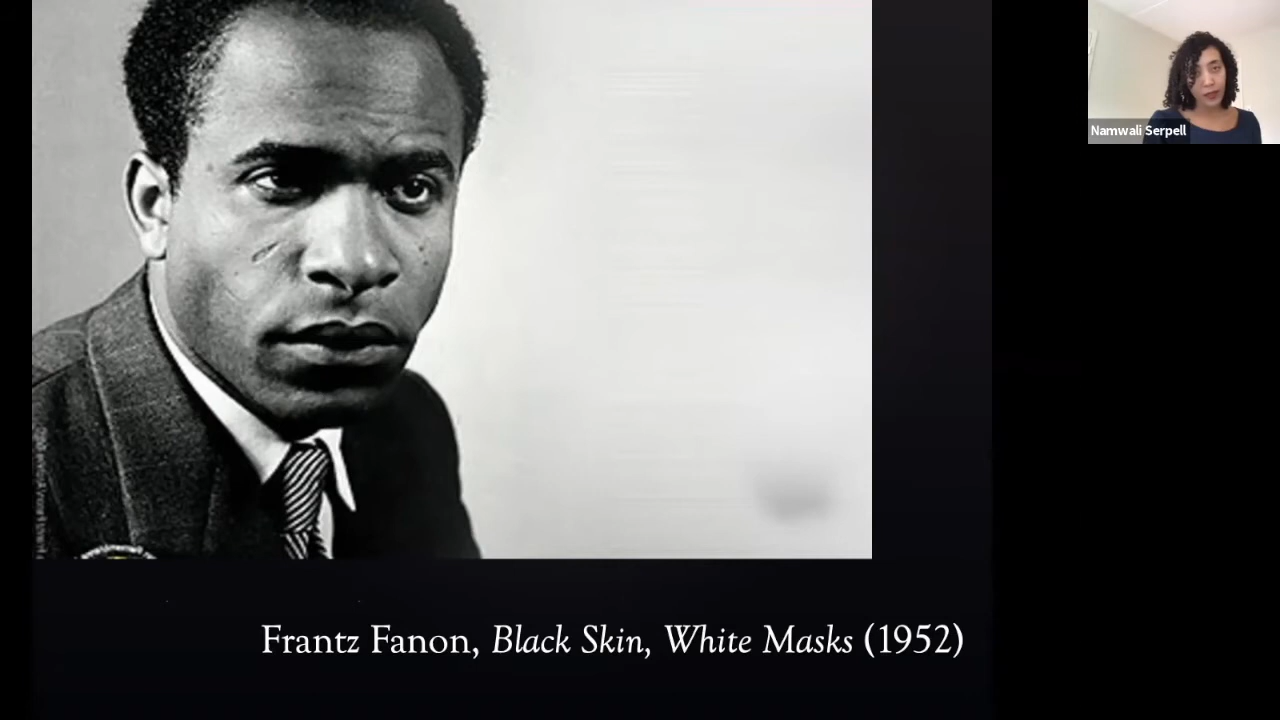 Namwali Serpell
Frantz Fanon, Black Skin, White Masks (1952)